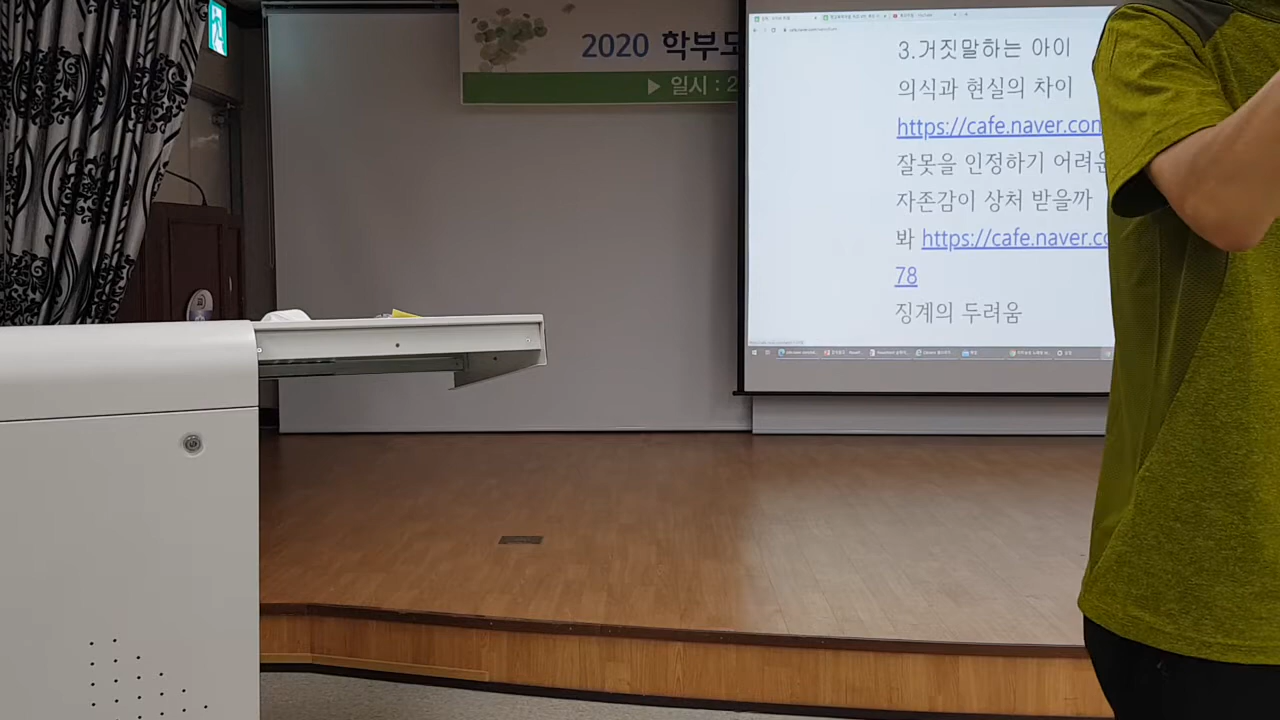 2020 학부모
▶ 일시 : 2
3.거짓말하는 아이
의식과 현실의 차이
https://cafe.naver.com
잘못을 인정하기 어려운
자존감이 상처 받을까
봐 https://cafe.naver.co
78
징계의 두려움